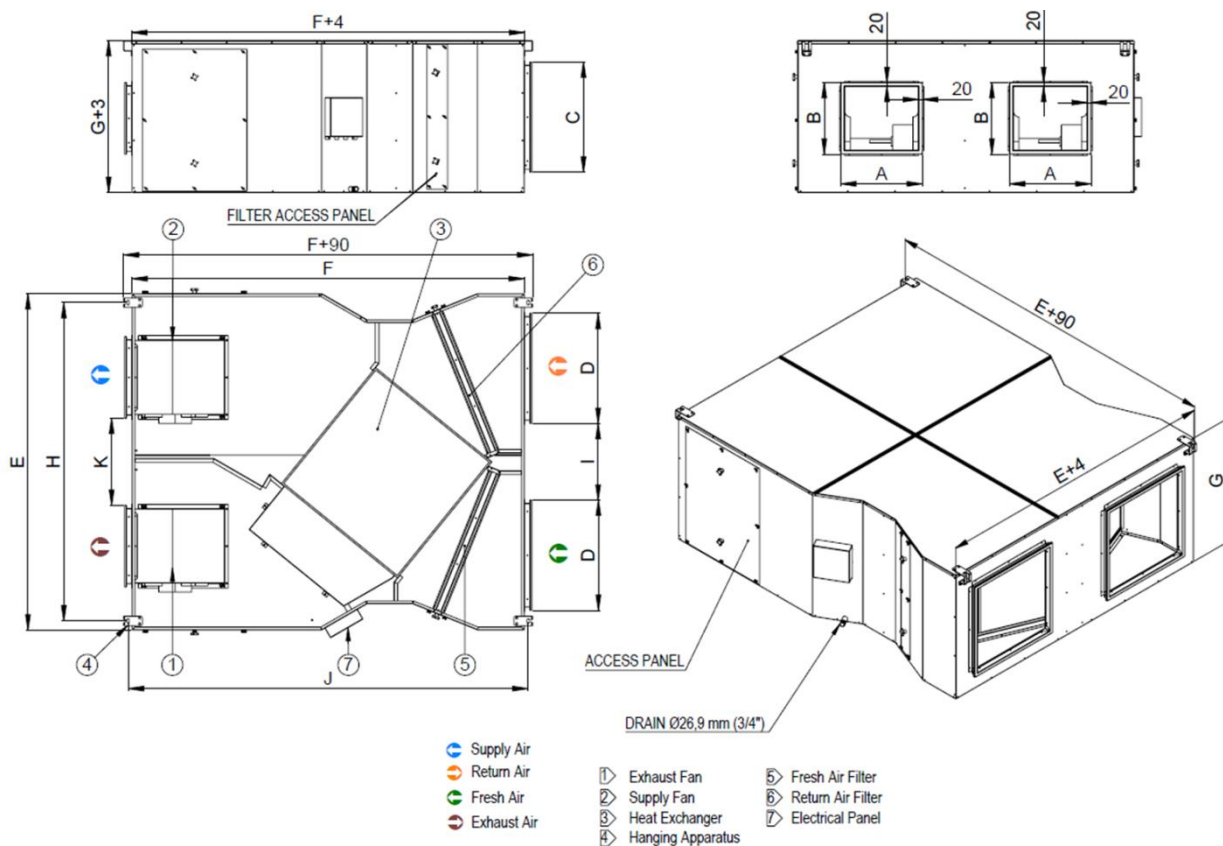 F+4
G+3
C
FILTER ACCESS PANEL
20
20
20
20
B
B
A
A
2
3
F+90
6
F
E
H
K
D
I
D
J
4
1
7
5
E+90
E+4
G
ACCESS PANEL
DRAIN Ø26,9 mm (3/4")
Supply Air
Return Air
Fresh Air
Exhaust Air
1 Exhaust Fan
2 Supply Fan
3 Heat Exchanger
4 Hanging Apparatus
5 Fresh Air Filter
6 Return Air Filter
7 Electrical Panel